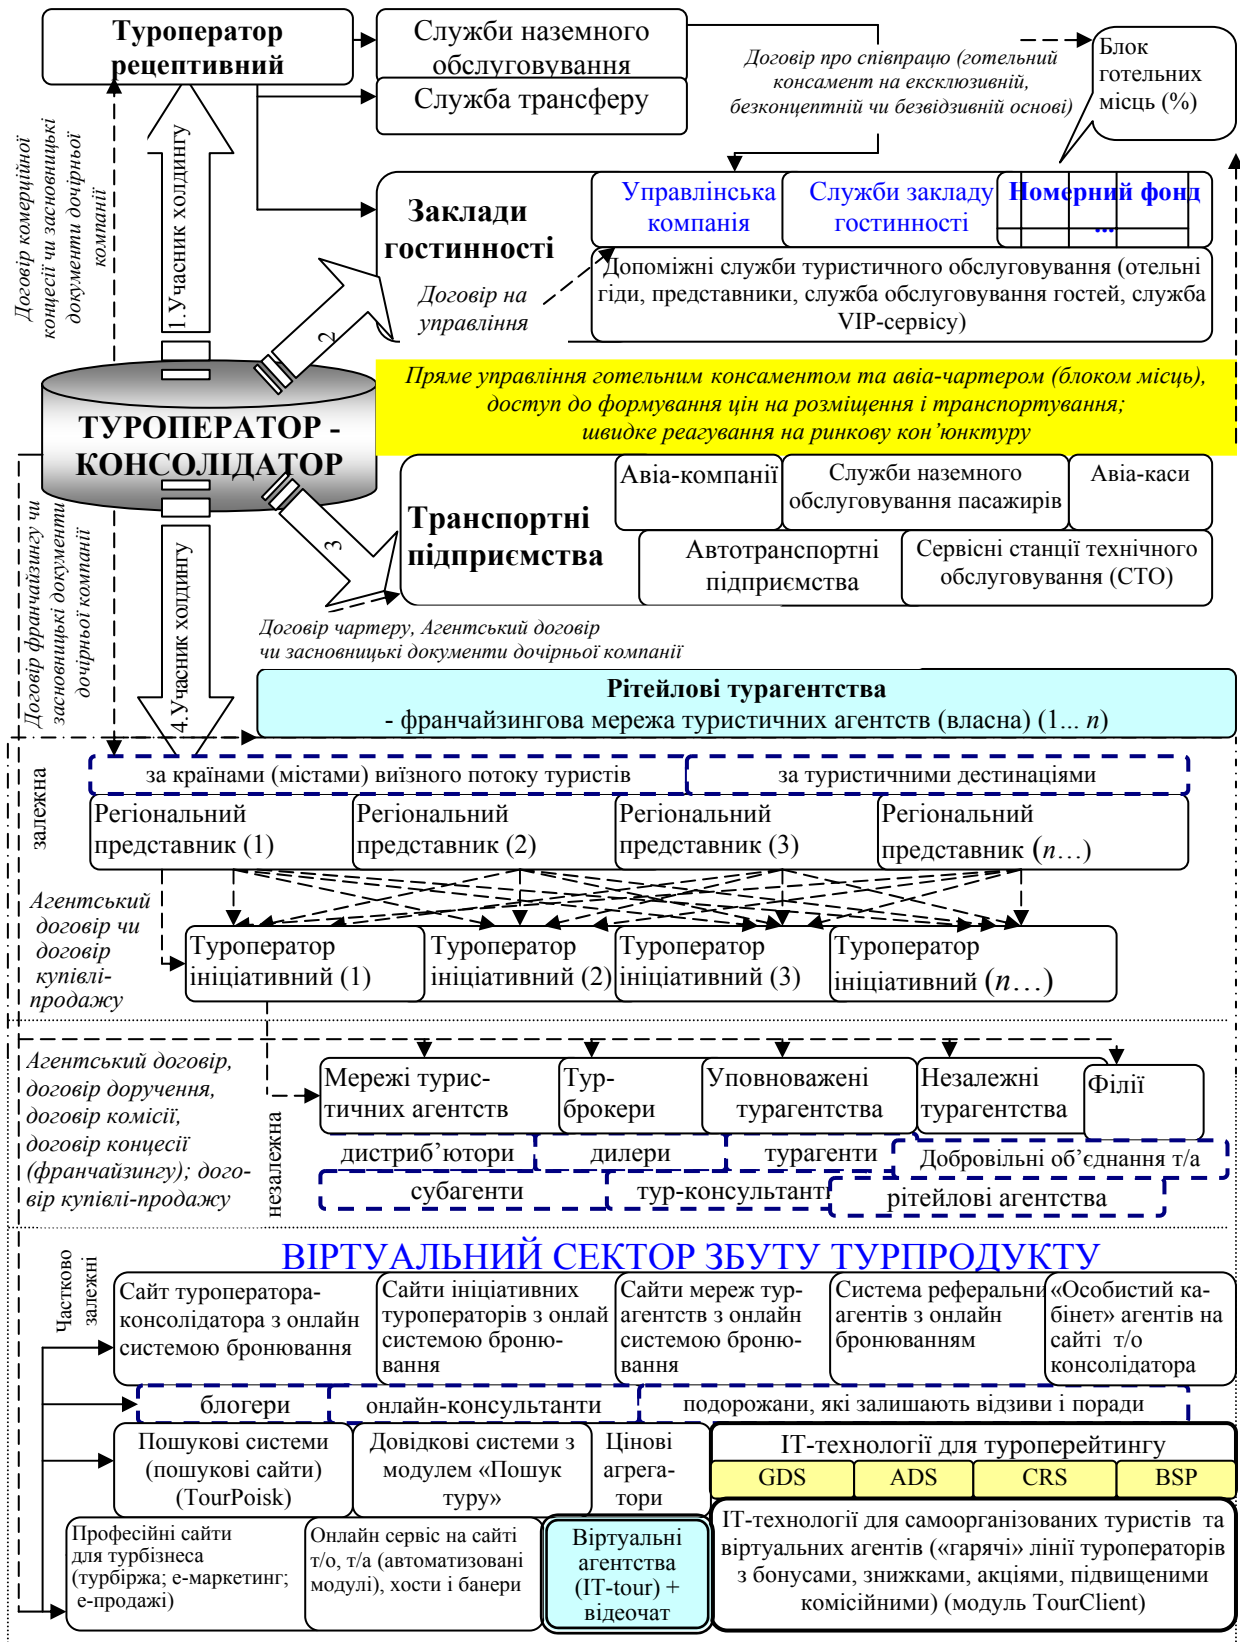 Туроператор
рецептивний
Служби наземного
обслуговування
Служба трансферу
Договір про співпрацю (готельний
консамент на ексклюзивній,
безконцептній чи безвідзивній основі)
Блок
готельних
місць (%)
Договір комерційної
концесії чи засновницькі
документи дочірньої
компанії
1.Учасник холдингу
Заклади
гостинності
Управлінська
компанія
Служби закладу
гостинності
Номерний фонд
...
Договір на
управління
Допоміжні служби туристичного обслуговування (отельні
гіди, представники, служба обслуговування гостей, служба
VIP-сервісу)
2
Пряме управління готельним консаментом та авіа-чартером (блоком місць),
доступ до формування цін на розміщення і транспортування;
швидке реагування на ринкову кон’юнктуру
ТУРОПЕРАТОР -
КОНСОЛІДАТОР
3
Транспортні
підприємства
Авіа-компанії
Служби наземного
обслуговування пасажирів
Авіа-каси
Автотранспортні
підприємства
Сервісні станції технічного
обслуговування (СТО)
Договір франчайзингу чи
засновницькі документи
дочірньої компанії
4.Учасник холдингу
Договір чартеру, Агентський договір
чи засновницькі документи дочірньої компанії
Рітейлові турагентства
- франчайзингова мережа туристичних агентств (власна) (1... n)
залежна
за країнами (містами) виїзного потоку туристів
за туристичними дестинаціями
Регіональний
представник (1)
Регіональний
представник (2)
Регіональний
представник (3)
Регіональний
представник (n…)
Агентський
договір чи
договір
купівлі-
продажу
Туроператор
ініціативний (1)
Туроператор
ініціативний (2)
Туроператор
ініціативний (3)
Туроператор
ініціативний (n…)
Агентський договір,
договір доручення,
договір комісії,
договір концесії
(франчайзингу); дого-
вір купівлі-продажу
незалежна
Мережі турис-
тичних агентств
Тур-
брокери
Уповноважені
турагентства
Незалежні
турагентства
Філії
дистриб’ютори
дилери
турагенти
Добровільні об’єднання т/а
субагенти
тур-консультанти
рітейлові агентства
ВІРТУАЛЬНИЙ СЕКТОР ЗБУТУ ТУРПРОДУКТУ
Частково
залежні
Сайт туроператора-
консолідатора з онлайн
системою бронювання
Сайти ініціативних
туроператорів з онлай
системою броню-
вання
Сайти мереж тур-
агентств з онлайн
системою броню-
вання
Система реферальни
агентів з онлайн
бронюванням
«Особистий ка-
бінет» агентів на
сайті т/о
консолідатора
блогери
онлайн-консультанти
подорожани, які залишають відзиви і поради
Пошукові системи
(пошукові сайти)
(TourPoisk)
Довідкові системи з
модулем «Пошук
туру»
Цінові
агрега-
тори
ІТ-технології для туроперейтингу
GDS
ADS
CRS
BSP
Професійні сайти
для турбізнеса
(турбіржа; е-маркетинг;
е-продажі)
Онлайн сервіс на сайті
т/о, т/а (автоматизовані
модулі), хости і банери
Віртуальні
агентства
(IT-tour) +
відеочат
ІТ-технології для самоорганізованих туристів та
віртуальних агентів («гарячі» лінії туроператорів
з бонусами, знижками, акціями, підвищеними
комісійними) (модуль TourClient)